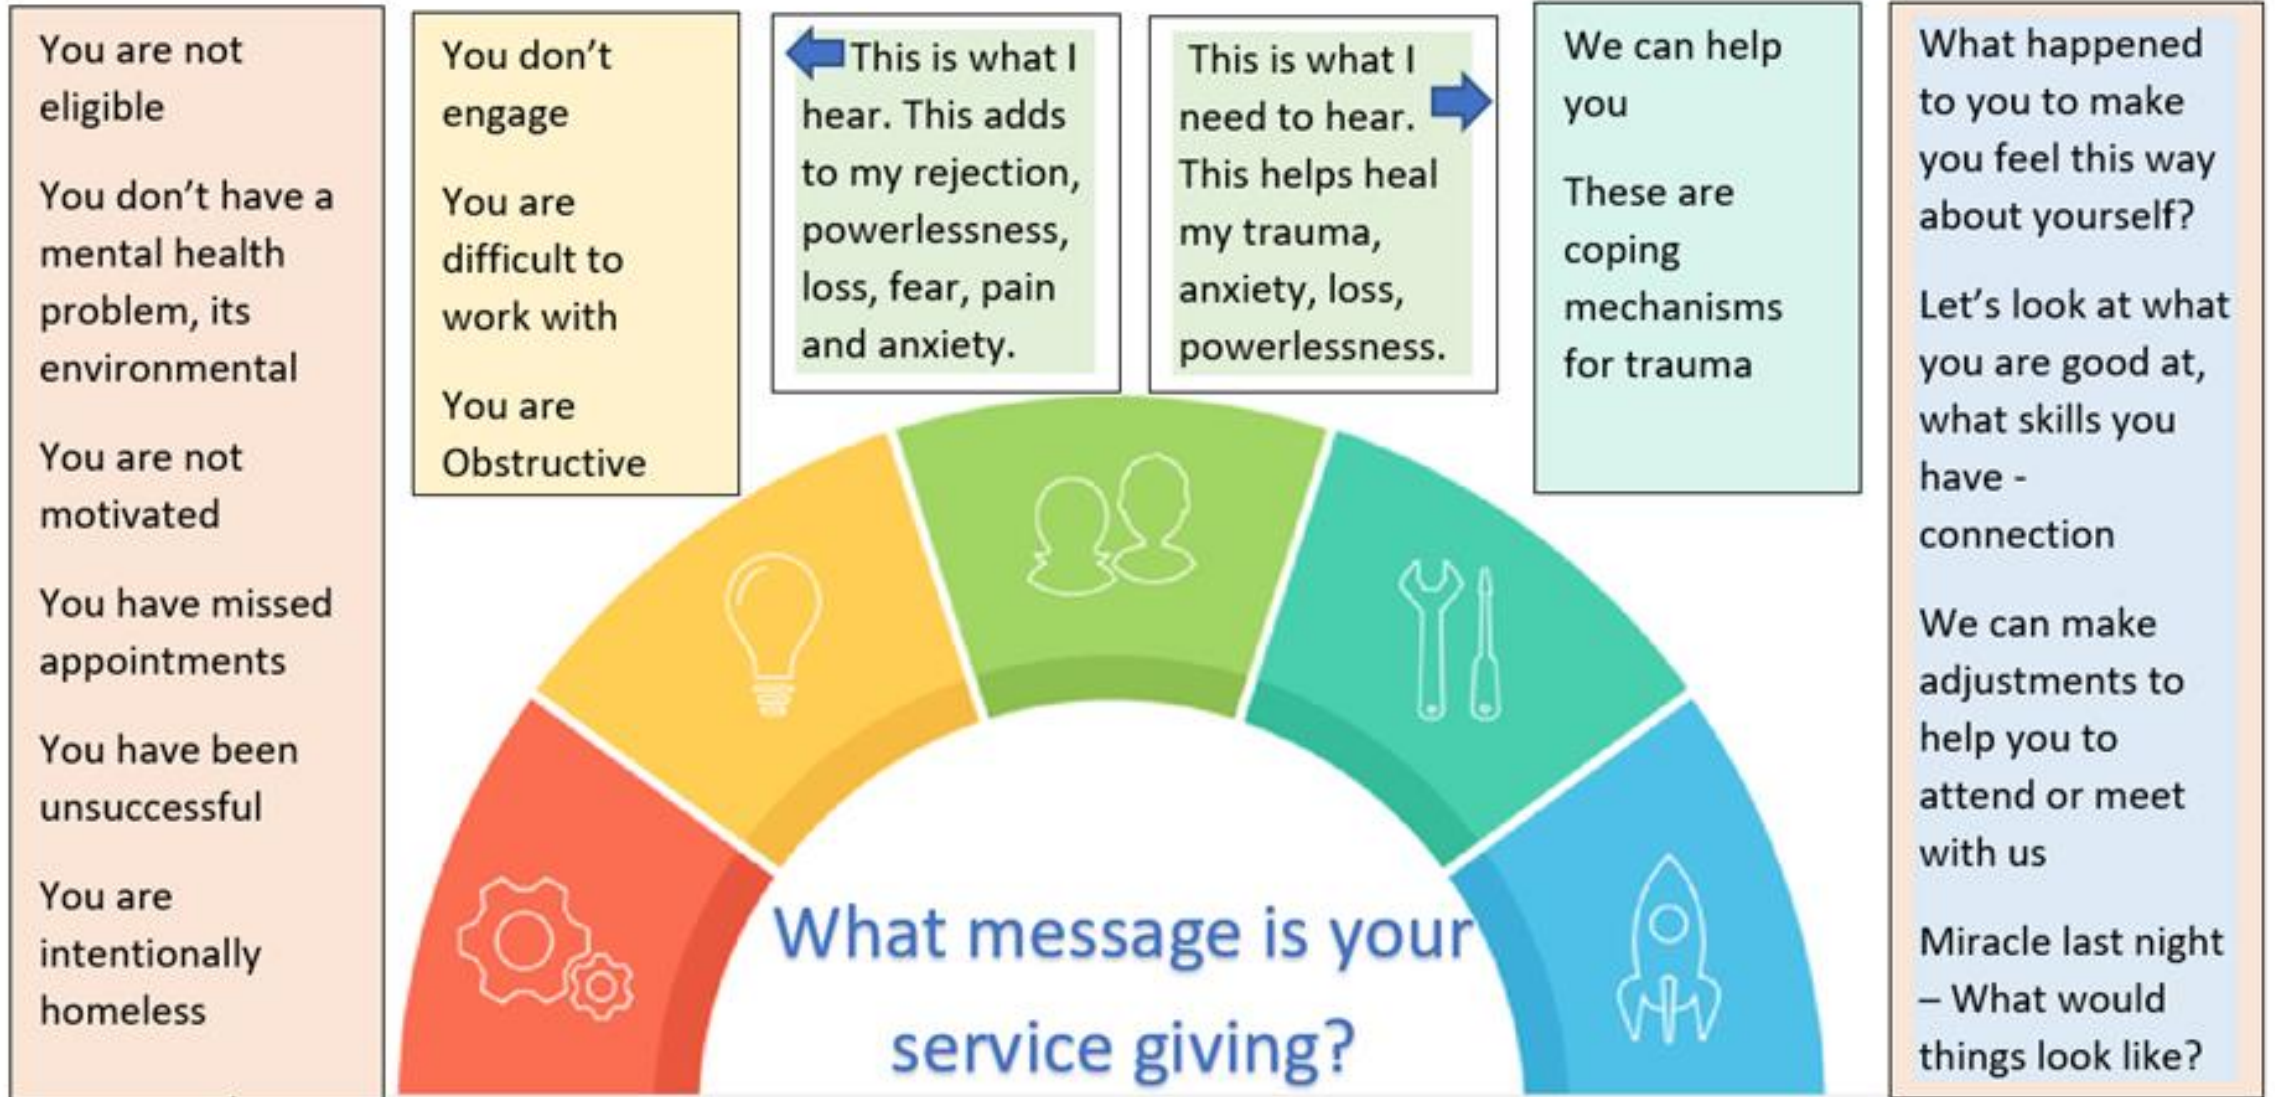 You are not
eligible
You don't have a
mental health
problem, its
environmental
You are not
motivated
You have missed
appointments
You have been
unsuccessful
You are
intentionally
homeless
You don't
engage
You are
difficult to
work with
You are
Obstructive
This is what I
hear. This adds
to my rejection,
powerlessness,
loss, fear, pain
and anxiety.
This is what I
need to hear.
This helps heal
my trauma,
anxiety, loss,
powerlessness.
We can help
you
These are
coping
mechanisms
for trauma
What happened
to you to make
you feel this way
about yourself?
Let's look at what
you are good at,
what skills you
have -
connection
We can make
adjustments to
help you to
attend or meet
with us
Miracle last night
– What would
things look like?
What message is your
service giving?